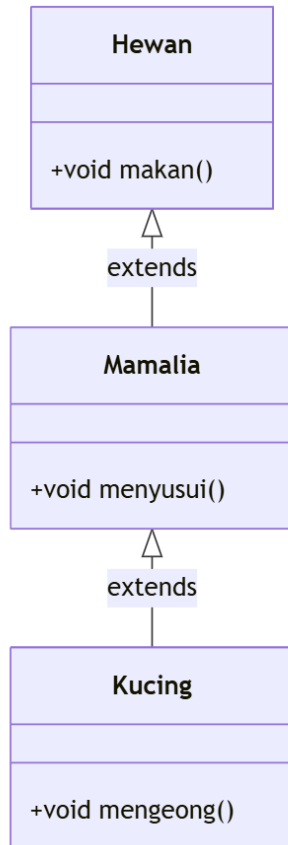 Hewan
+void makan()
extends
Mamalia
+void menyusui()
extends
Kucing
+void mengeong()